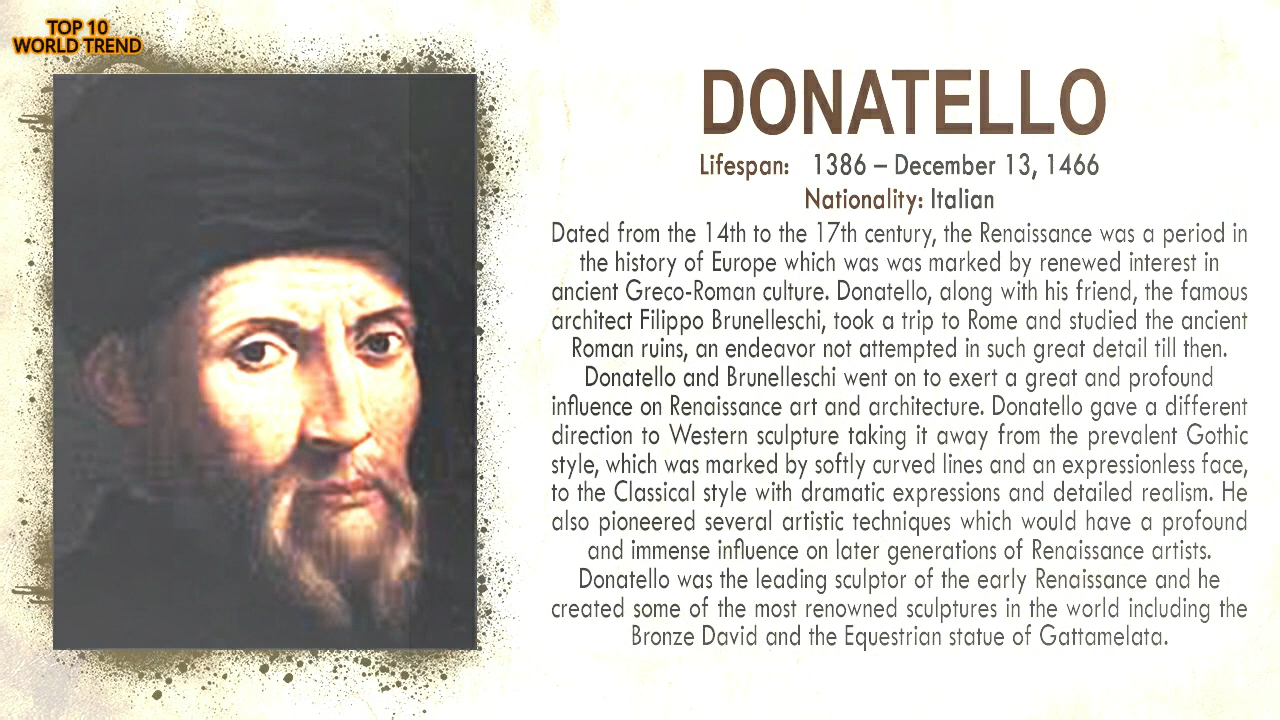 TOP 10
WORLD TREND
DONATELLO
Lifespan: 1386 – December 13, 1466
Nationality: Italian
Dated from the 14th to the 17th century, the Renaissance was a period in
the history of Europe which was was marked by renewed interest in
ancient Greco-Roman culture. Donatello, along with his friend, the famous
architect Filippo Brunelleschi, took a trip to Rome and studied the ancient
Roman ruins, an endeavor not attempted in such great detail till then.
Donatello and Brunelleschi went on to exert a great and profound
influence on Renaissance art and architecture. Donatello gave a different
direction to Western sculpture taking it away from the prevalent Gothic
style, which was marked by softly curved lines and an expressionless face,
to the Classical style with dramatic expressions and detailed realism. He
also pioneered several artistic techniques which would have a profound
and immense influence on later generations of Renaissance artists.
Donatello was the leading sculptor of the early Renaissance and he
created some of the most renowned sculptures in the world including the
Bronze David and the Equestrian statue of Gattamelata.